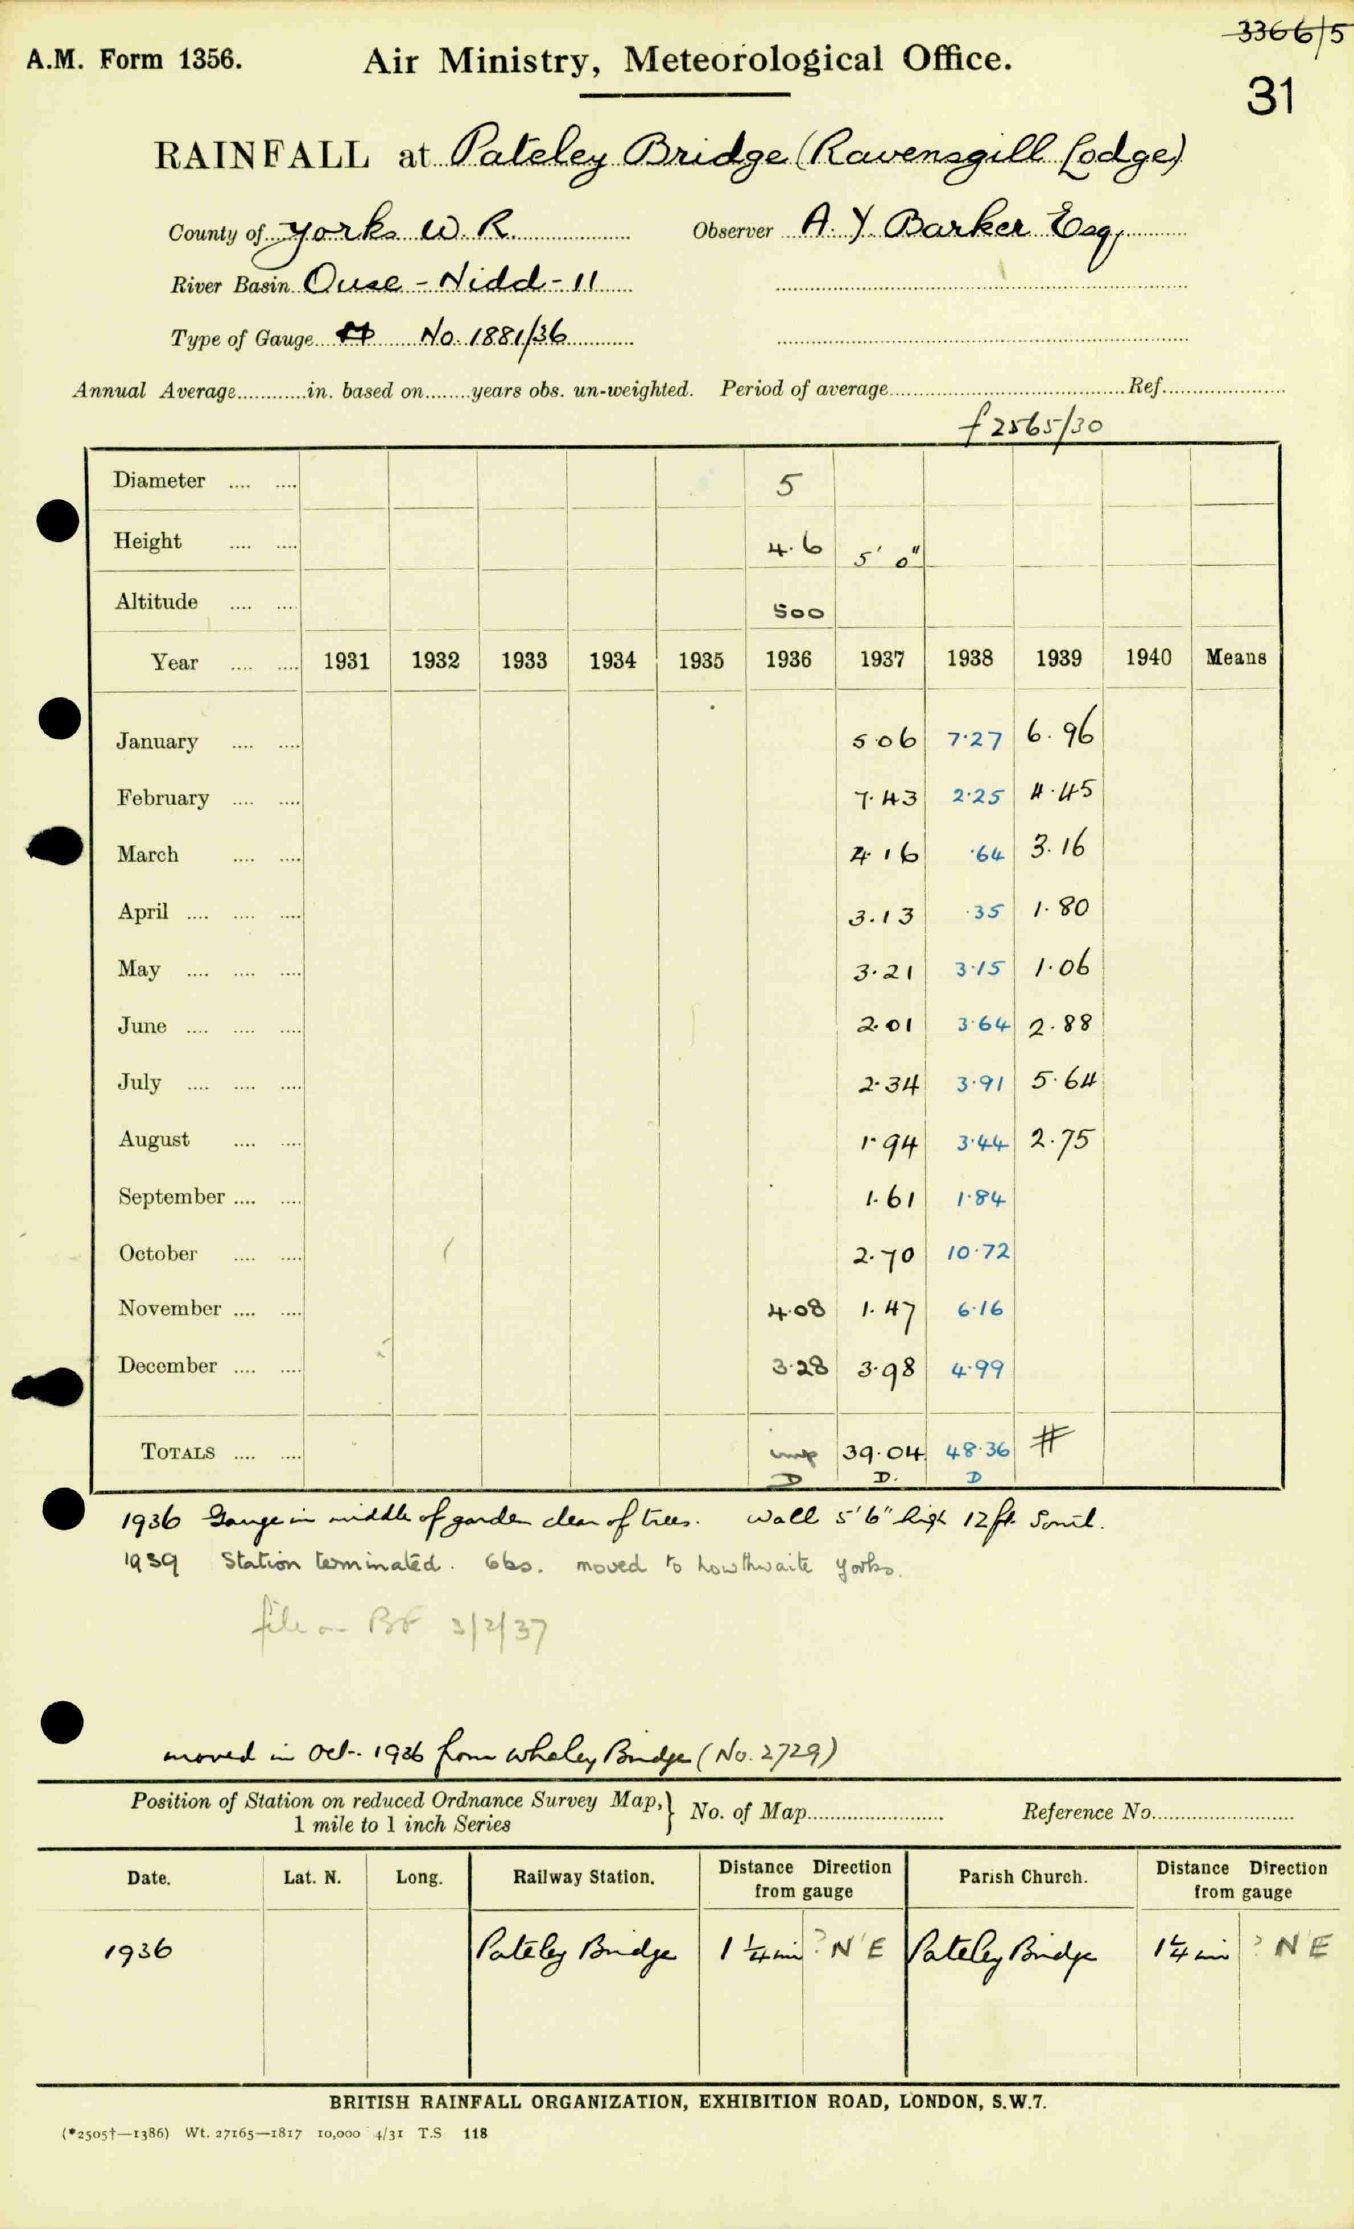 3366/5
A.M. Form 1356. Air Ministry, Meteorological Office.
31
RAINFALL at Pateley Bridge (Ravensgill Lodge)
County of Yorks W. R. Observer A. Y. Barker Esq,
River Basin Ouse - Nidd - 11
Type of Gauge No. 1881/36
Annual Average............in. based on........years obs. un-weighted. Period of average............ Ref............
f 2565/30
Diameter .... .... 5
Height .... .... 4.6 5' 0"
Altitude .... .... 500
Year .... .... 1931 1932 1933 1934 1935 1936 1937 1938 1939 1940 Means
January .... .... 5 06 7.27 6.96
February .... .... 7.43 2.25 4.45
March .... .... 4.16 .64 3.16
April .... .... .... 3.13 .35 1.80
May .... .... .... 3.21 3.15 1.06
June .... .... .... 2.01 3.64 2.88
July .... .... .... 2.34 3.91 5.64
August .... .... 1.94 3.44 2.75
September .... .... 1.61 1.84
October .... .... 2.70 10.72
November .... .... 4.08 1.47 6.16
December .... .... 3.28 3.98 4.99
TOTALS .... .... imp 39.04 48.36 #
D D. D
1936 Gauge in middle of garden clear of trees. Wall 5'6" high 12 ft.
1939 Station terminated. Obs. moved to Lowthwaite Yorks.
file on BF 3/2/37
moved in Oct. 1936 from Whaley Bridge (No. 2729)
Position of Station on reduced Ordnance Survey Map, } No. of Map............ Reference No............
1 mile to 1 inch Series
Date. Lat. N. Long. Railway Station. Distance Direction from gauge Parish Church. Distance Direction from gauge
1936 Pateley Bridge 1 1/4 mi ? N E Pateley Bridge 1 1/4 mi ? N E
BRITISH RAINFALL ORGANIZATION, EXHIBITION ROAD, LONDON, S.W.7.
(*2505†—1386) Wt. 27165—1817 10,000 4/31 T.S 118